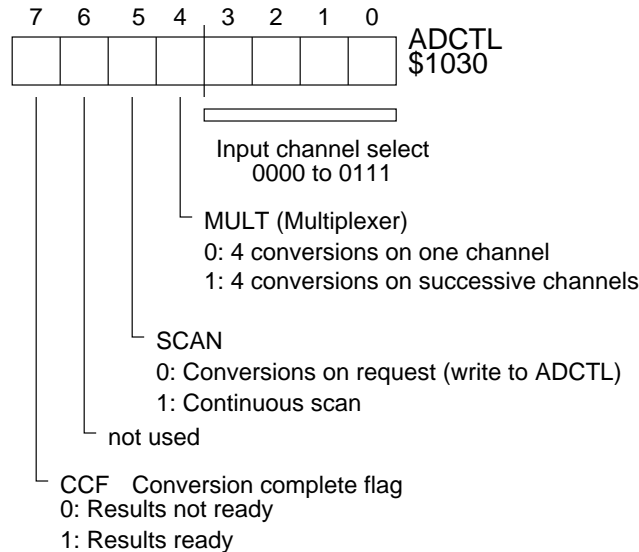 7 6 5 4 3 2 1 0
ADCTL
$1030
Input channel select
0000 to 0111
MULT (Multiplexer)
0: 4 conversions on one channel
1: 4 conversions on successive channels
SCAN
0: Conversions on request (write to ADCTL)
1: Continuous scan
not used
CCF Conversion complete flag
0: Results not ready
1: Results ready